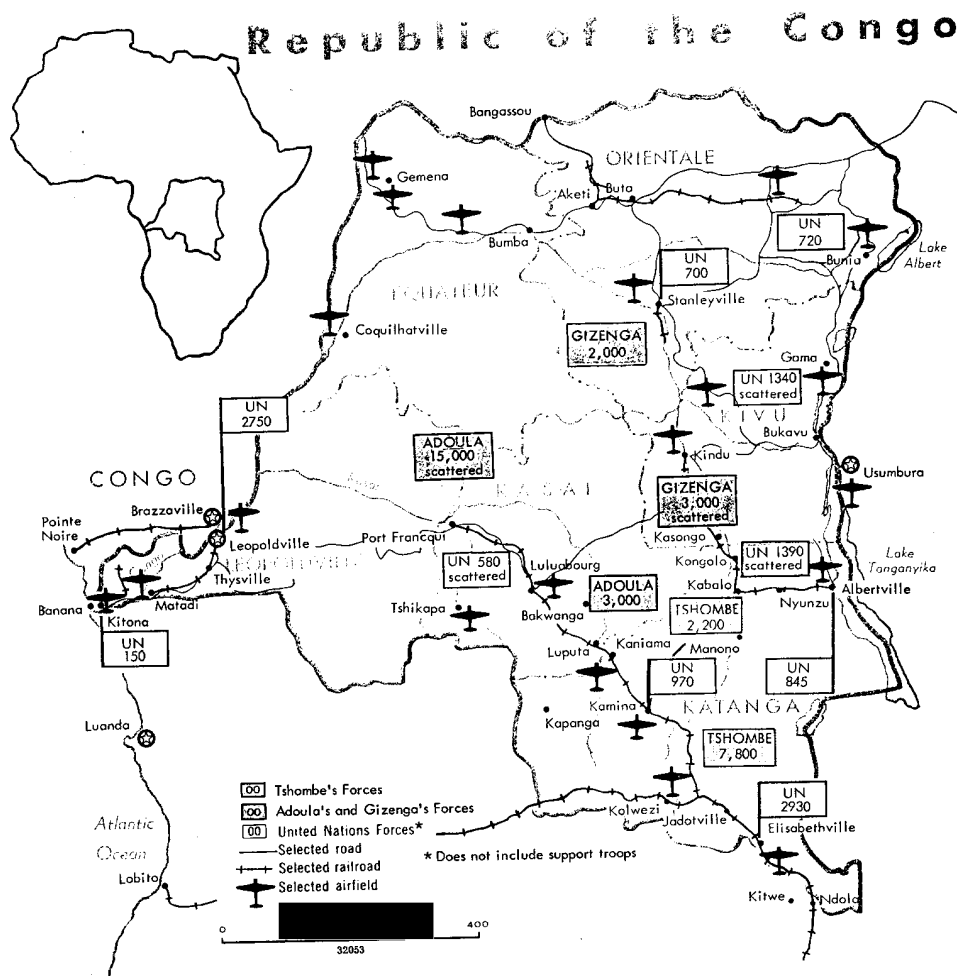 Republic of the Congo
Bangassou
ORIENTALE
Gemena
Aketi
Buta
Bumba
UN
720
Bunia
Lake
Albert
UN
700
EQUATEUR
Stanleyville
Coquilhatville
GIZENGA
2,000
Gama
UN 1340
scattered
UN
2750
KIVU
Bukavu
ADOULA
15,000
scattered
Kindu
Usumbura
CONGO
KASAI
GIZENGA
3,000
scattered
Brazzaville
Pointe
Noire
Port Francqui
Kasongo
Leopoldville
LEOPOLDVILLE
UN 580
scattered
Luluabourg
Kongolo
UN 1390
scattered
Lake
Tanganyika
Thysville
Kabalo
Banana
Matadi
ADOULA
3,000
Nyunzu
Albertville
Kitona
Tshikapa
Bakwanga
TSHOMBE
2,200
UN
150
Luputa
Kaniama
Manono
UN
970
UN
845
Kamina
KATANGA
Kapanga
Luanda
TSHOMBE
7,800
00 Tshombe's Forces
00 Adoula's and Gizenga's Forces
00 United Nations Forces*
Selected road
Selected railroad
Selected airfield
UN
2930
Kolwezi
Jadotville
Elisabethville
* Does not include support troops
Atlantic
Ocean
Lobito
Kitwe
Ndola
0
400
32053